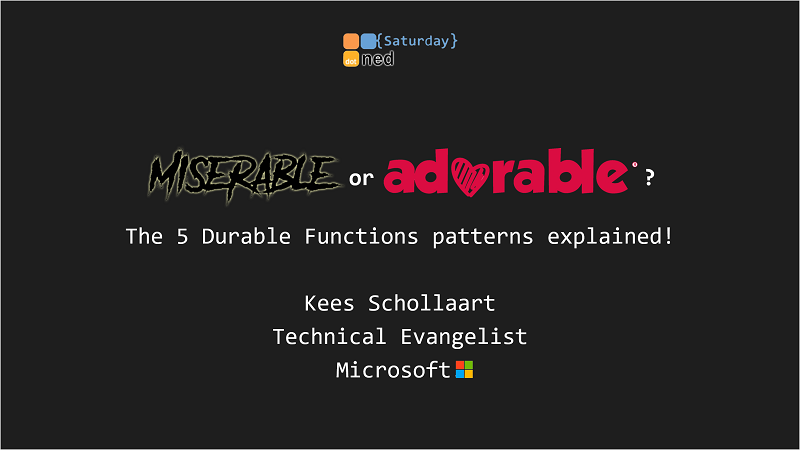 {Saturday}
dot ned
MISERABLE or adorable ?
The 5 Durable Functions patterns explained!
Kees Schollaart
Technical Evangelist
Microsoft